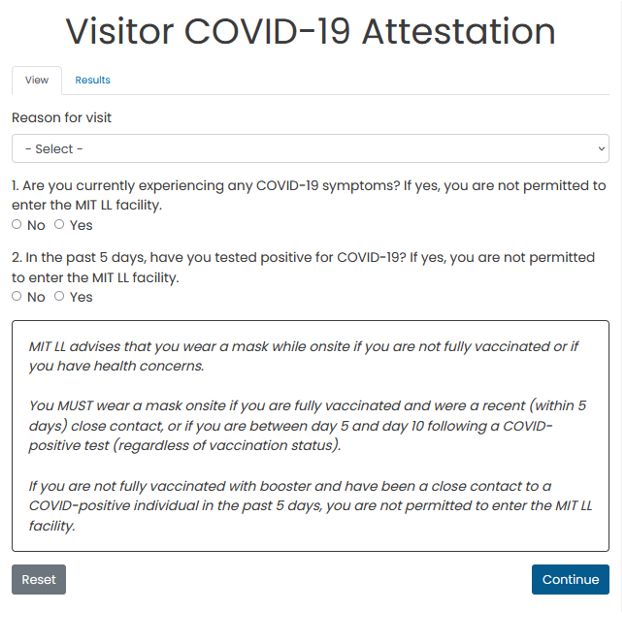 Visitor COVID-19 Attestation
View Results
Reason for visit
- Select -
1. Are you currently experiencing any COVID-19 symptoms? If yes, you are not permitted to
enter the MIT LL facility.
No Yes
2. In the past 5 days, have you tested positive for COVID-19? If yes, you are not permitted
to enter the MIT LL facility.
No Yes
MIT LL advises that you wear a mask while onsite if you are not fully vaccinated or if
you have health concerns.
You MUST wear a mask onsite if you are fully vaccinated and were a recent (within 5
days) close contact, or if you are between day 5 and day 10 following a COVID-
positive test (regardless of vaccination status).
If you are not fully vaccinated with booster and have been a close contact to a
COVID-positive individual in the past 5 days, you are not permitted to enter the MIT LL
facility.
Reset Continue